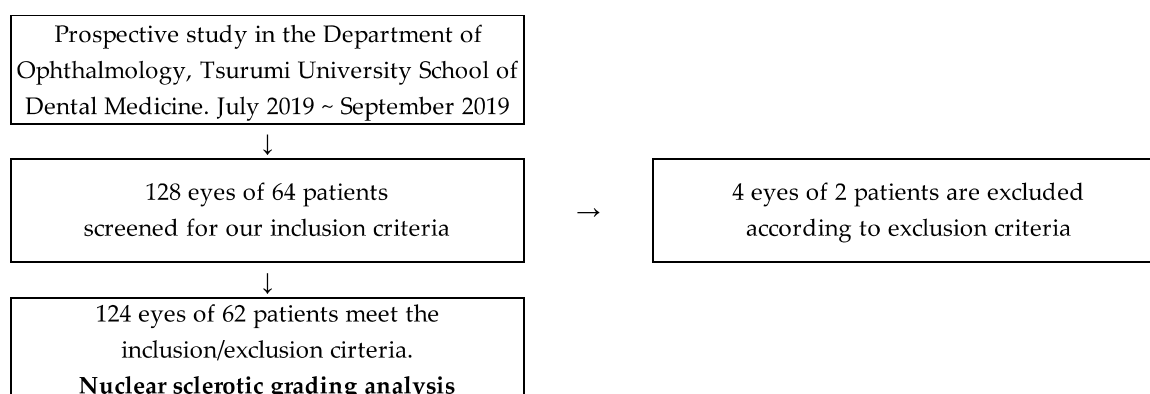 Prospective study in the Department of
Ophthalmology, Tsurumi University School of
Dental Medicine. July 2019 ~ September 2019
↓
128 eyes of 64 patients
screened for our inclusion criteria
→
4 eyes of 2 patients are excluded
according to exclusion criteria
↓
124 eyes of 62 patients meet the
inclusion/exclusion cirteria.
Nuclear sclerotic grading analysis